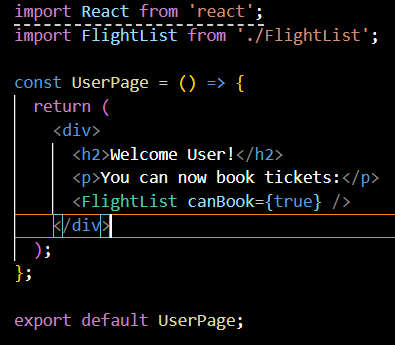 import React from 'react';
import FlightList from './FlightList';
const UserPage = () => {
  return (
    <div>
      <h2>Welcome User!</h2>
      <p>You can now book tickets:</p>
      <FlightList canBook={true} />
    </div>
  );
};
export default UserPage;